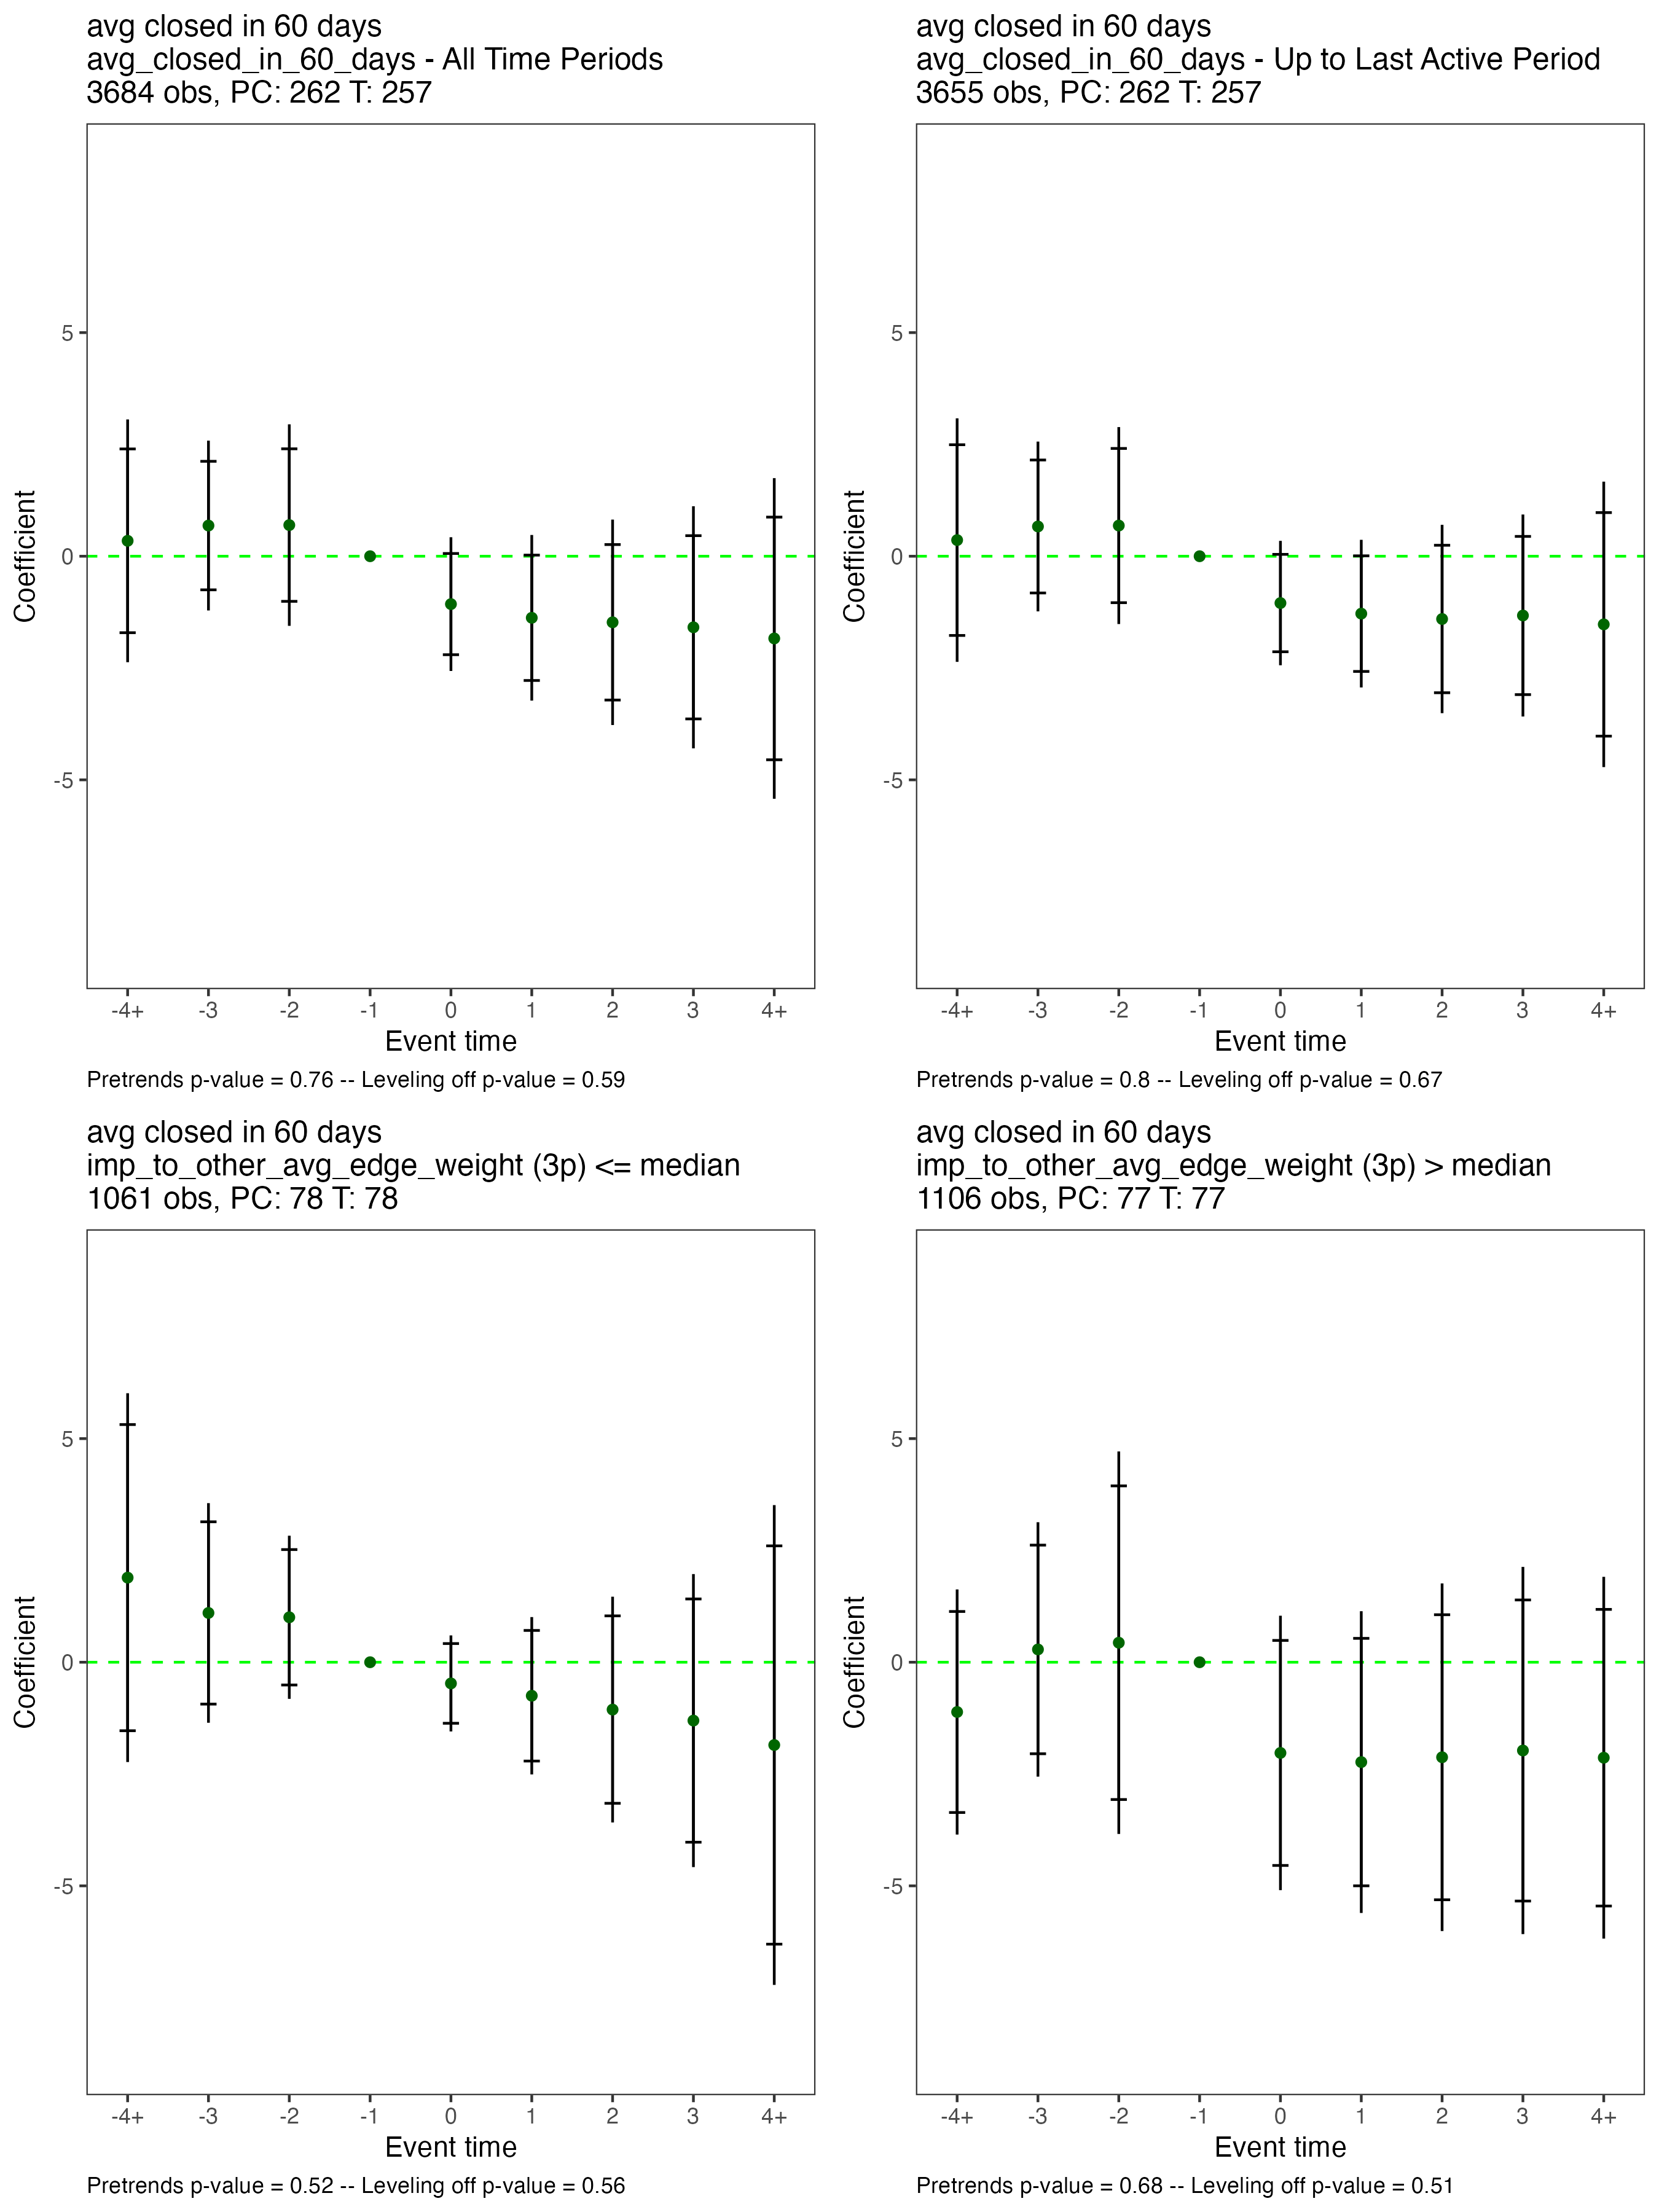 avg closed in 60 days
avg_closed_in_60_days - All Time Periods
3684 obs, PC: 262 T: 257
5
0
-5
Coefficient
-4+ -3 -2 -1 0 1 2 3 4+
Event time
Pretrends p-value = 0.76 -- Leveling off p-value = 0.59
avg closed in 60 days
avg_closed_in_60_days - Up to Last Active Period
3655 obs, PC: 262 T: 257
5
0
-5
Coefficient
-4+ -3 -2 -1 0 1 2 3 4+
Event time
Pretrends p-value = 0.8 -- Leveling off p-value = 0.67
avg closed in 60 days
imp_to_other_avg_edge_weight (3p) <= median
1061 obs, PC: 78 T: 78
5
0
-5
Coefficient
-4+ -3 -2 -1 0 1 2 3 4+
Event time
Pretrends p-value = 0.52 -- Leveling off p-value = 0.56
avg closed in 60 days
imp_to_other_avg_edge_weight (3p) > median
1106 obs, PC: 77 T: 77
5
0
-5
Coefficient
-4+ -3 -2 -1 0 1 2 3 4+
Event time
Pretrends p-value = 0.68 -- Leveling off p-value = 0.51